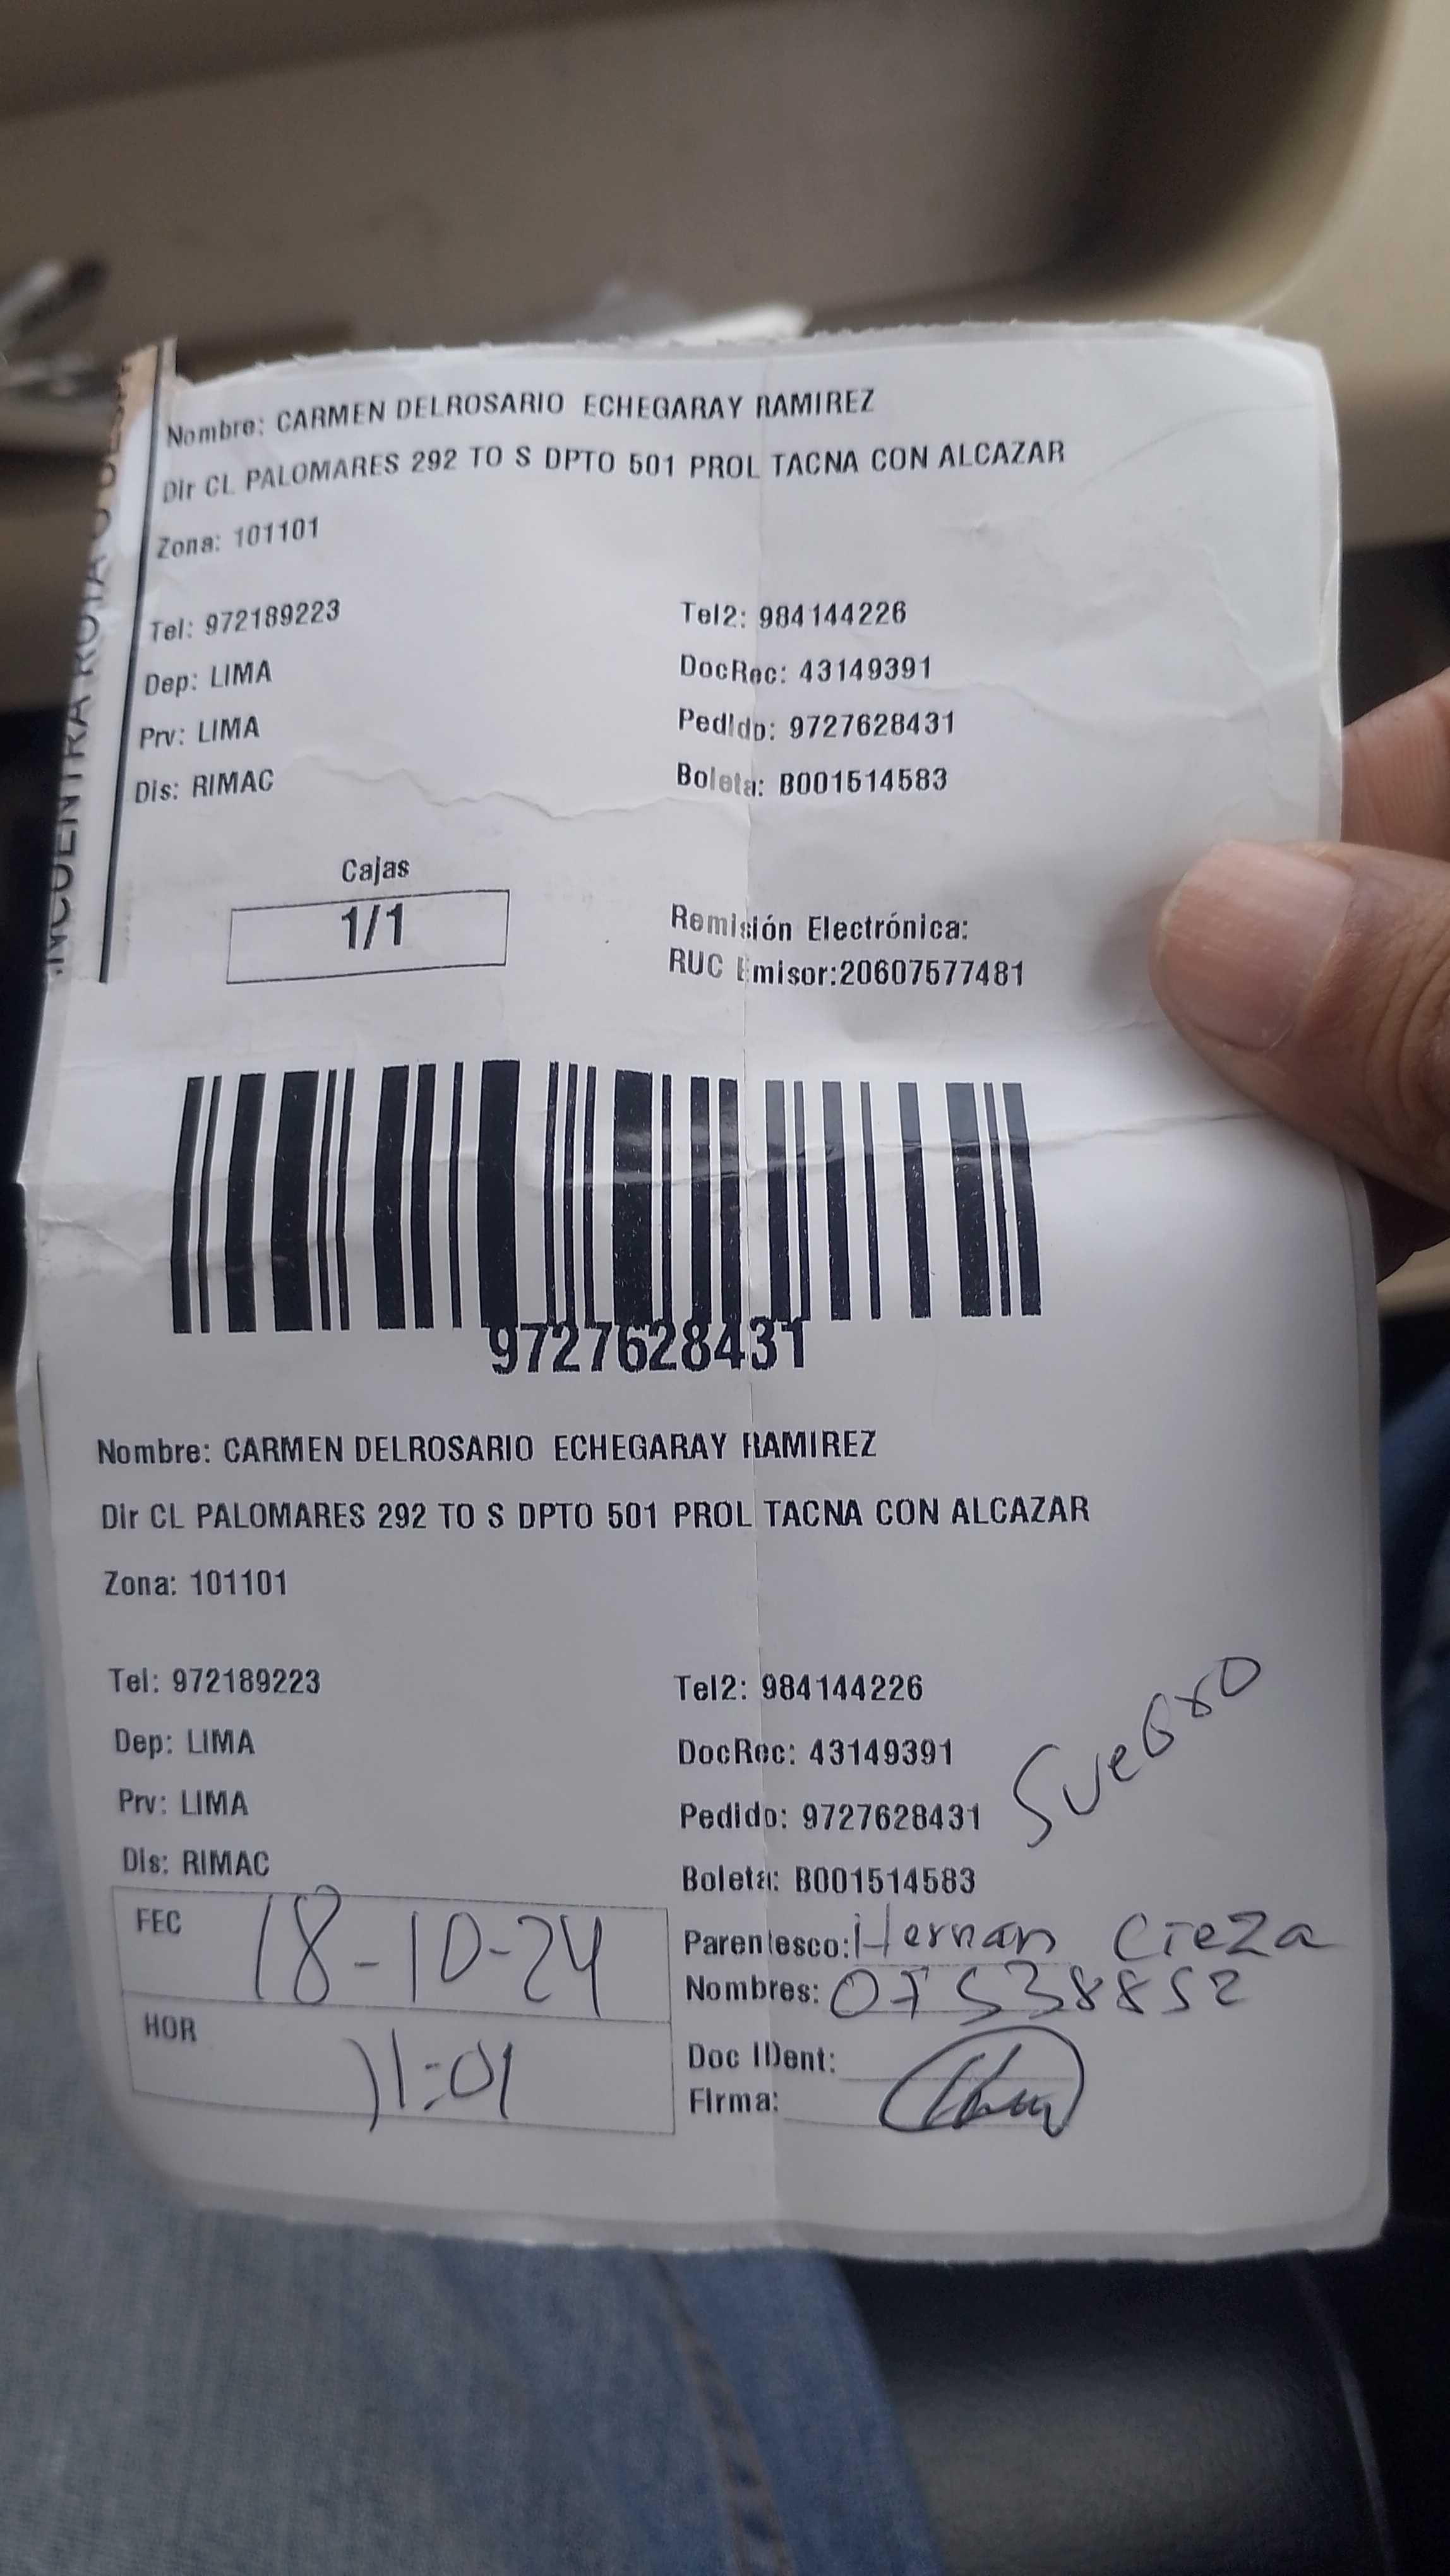 Nombre: CARMEN DELROSARIO ECHEGARAY RAMIREZ
Dir CL PALOMARES 292 TO S DPTO 501 PROL TACNA CON ALCAZAR
Zona: 101101
Tel: 972189223 Tel2: 984144226
Dep: LIMA DocRec: 43149391
Prv: LIMA Pedido: 9727628431
Dis: RIMAC Boleta: B001514583
Cajas
1/1
Remisión Electrónica:
RUC Emisor:20607577481
9727628431
Nombre: CARMEN DELROSARIO ECHEGARAY RAMIREZ
Dir CL PALOMARES 292 TO S DPTO 501 PROL TACNA CON ALCAZAR
Zona: 101101
Tel: 972189223 Tel2: 984144226
Dep: LIMA DocRec: 43149391
Prv: LIMA Pedido: 9727628431
Suegro
Dis: RIMAC Boleta: B001514583
FEC 18-10-24
Parentesco: Hernan Cieza
Nombres: 07538852
HOR 11:01
Doc IDent:
Firma: